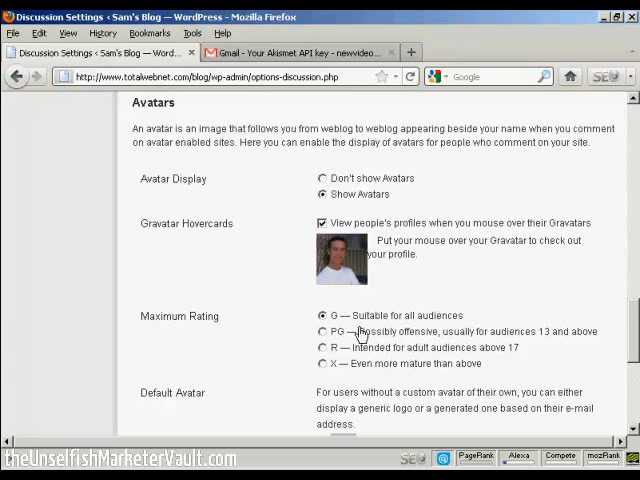 Discussion Settings < Sam's Blog — WordPress - Mozilla Firefox
File Edit View History Bookmarks Tools Help
Discussion Settings < Sam's Blog — WordP... × Gmail - Your Akismet API key - newvideo... × +
http://www.totalwebnet.com/blog/wp-admin/options-discussion.php Google SEO
Avatars
An avatar is an image that follows you from weblog to weblog appearing beside your name when you comment
on avatar enabled sites. Here you can enable the display of avatars for people who comment on your site.
Avatar Display Don't show Avatars
Show Avatars
Gravatar Hovercards View people's profiles when you mouse over their Gravatars
Put your mouse over your Gravatar to check out
your profile.
Maximum Rating G — Suitable for all audiences
PG — Possibly offensive, usually for audiences 13 and above
R — Intended for adult audiences above 17
X — Even more mature than above
Default Avatar For users without a custom avatar of their own, you can either
display a generic logo or a generated one based on their e-mail
address.
theUnselfishMarketerVault.com SEO PageRank Alexa Compete mozRank